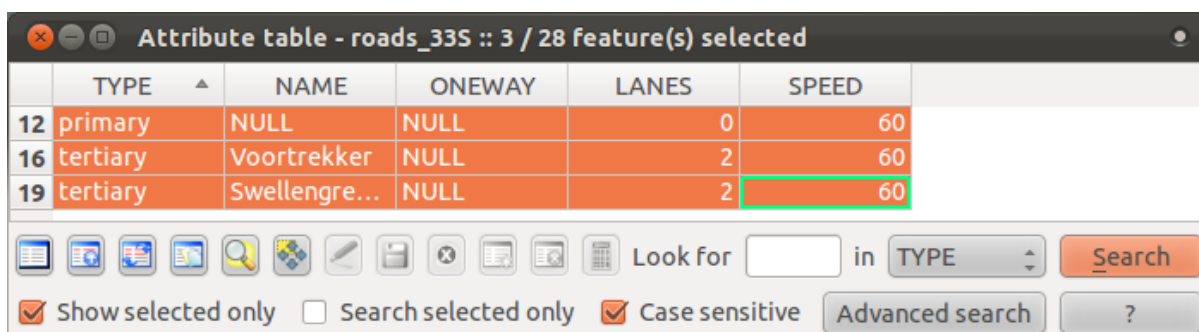 Attribute table - roads_33S :: 3 / 28 feature(s) selected
TYPE NAME ONEWAY LANES SPEED
12 primary NULL NULL 0 60
16 tertiary Voortrekker NULL 2 60
19 tertiary Swellengre... NULL 2 60
Look for in TYPE Search
Show selected only Search selected only Case sensitive Advanced search ?